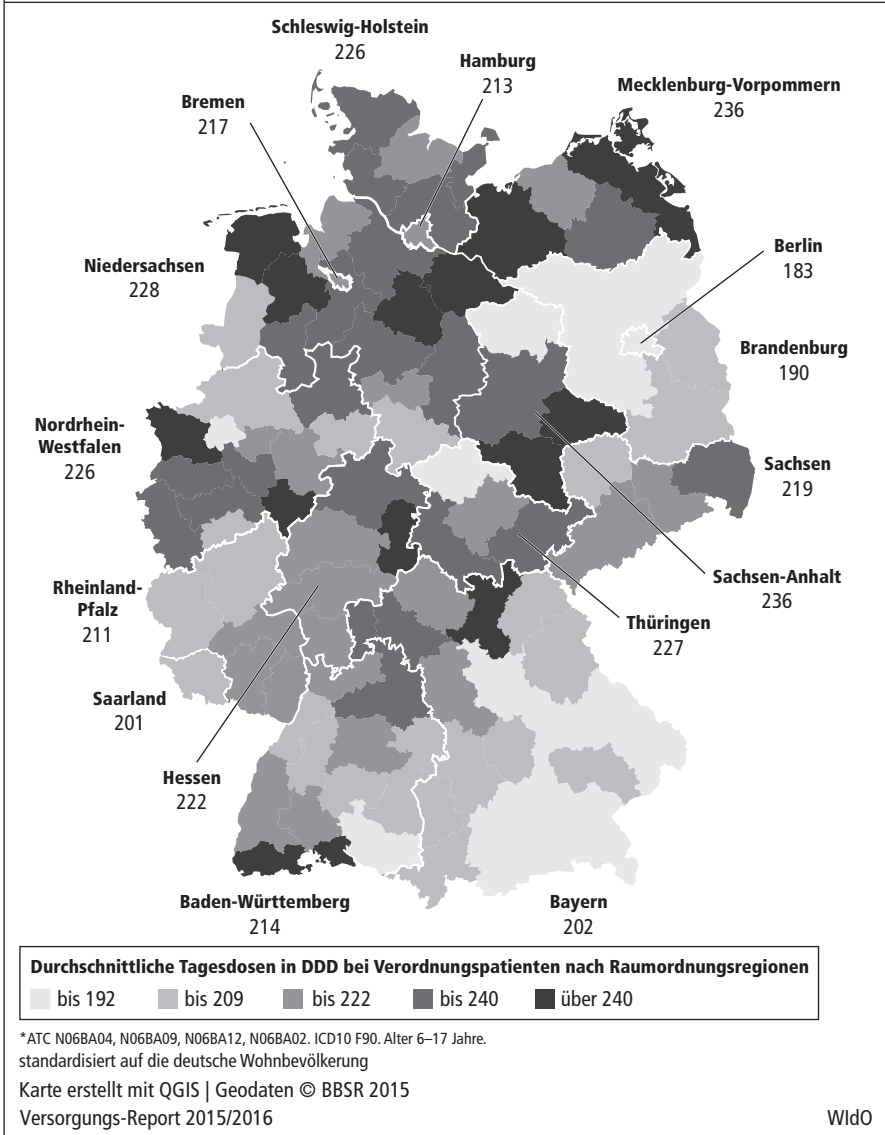 Schleswig-Holstein
226
Hamburg
213
Mecklenburg-Vorpommern
236
Bremen
217
Berlin
183
Niedersachsen
228
Brandenburg
190
Nordrhein-
Westfalen
226
Sachsen
219
Sachsen-Anhalt
236
Rheinland-
Pfalz
211
Thüringen
227
Saarland
201
Hessen
222
Baden-Württemberg
214
Bayern
202
Durchschnittliche Tagesdosen in DDD bei Verordnungspatienten nach Raumordnungsregionen
bis 192 bis 209 bis 222 bis 240 über 240
*ATC N06BA04, N06BA09, N06BA12, N06BA02. ICD10 F90. Alter 6–17 Jahre.
standardisiert auf die deutsche Wohnbevölkerung
Karte erstellt mit QGIS | Geodaten © BBSR 2015
Versorgungs-Report 2015/2016 WIdO